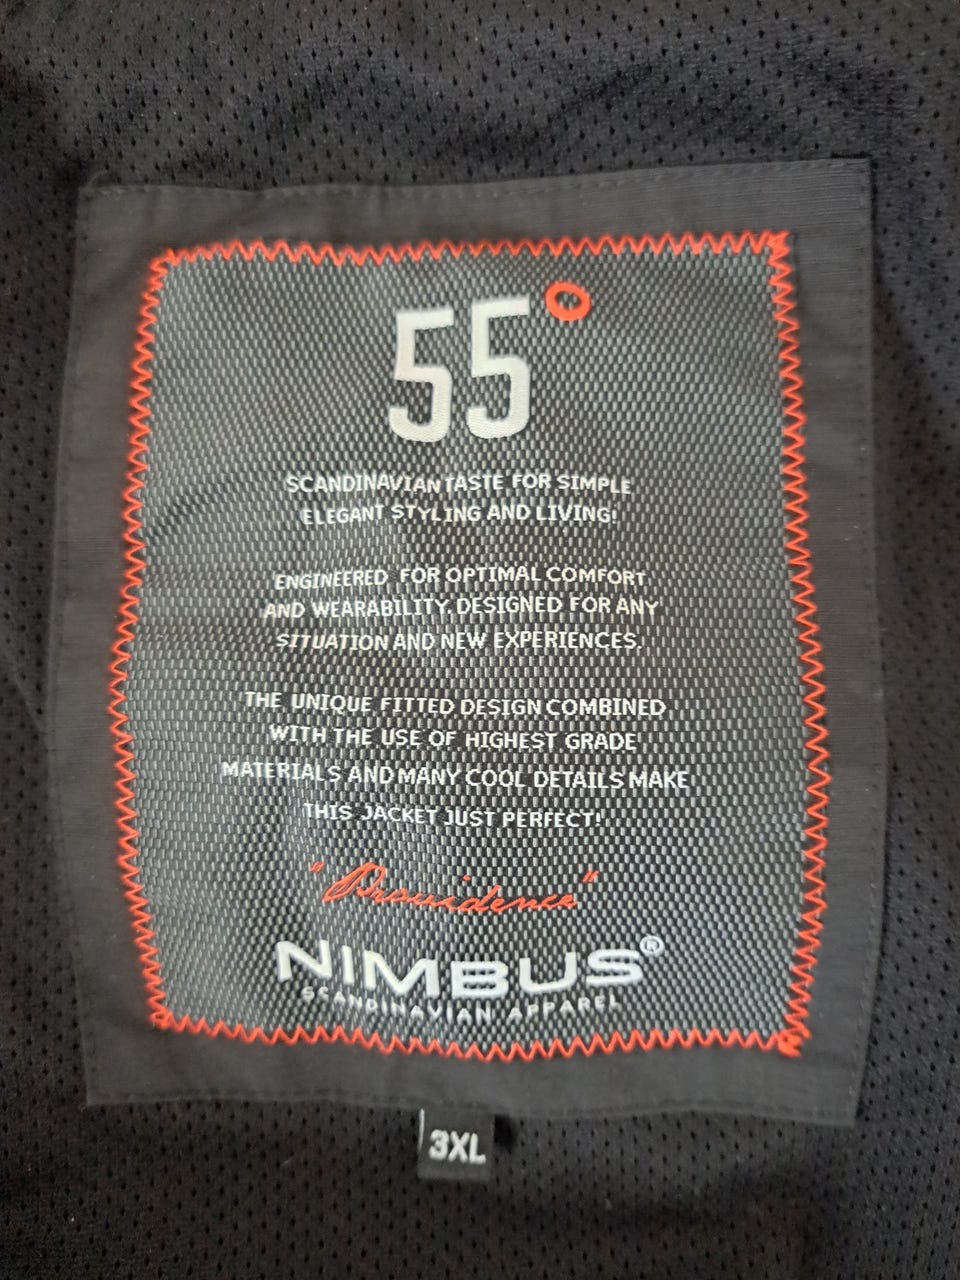 55°
SCANDINAVIAN TASTE FOR SIMPLE
ELEGANT STYLING AND LIVING!
ENGINEERED FOR OPTIMAL COMFORT
AND WEARABILITY. DESIGNED FOR ANY
SITUATION AND NEW EXPERIENCES.
THE UNIQUE FITTED DESIGN COMBINED
WITH THE USE OF HIGHEST GRADE
MATERIALS AND MANY COOL DETAILS MAKE
THIS JACKET JUST PERFECT!
"Providence"
NIMBUS®
SCANDINAVIAN APPAREL
3XL